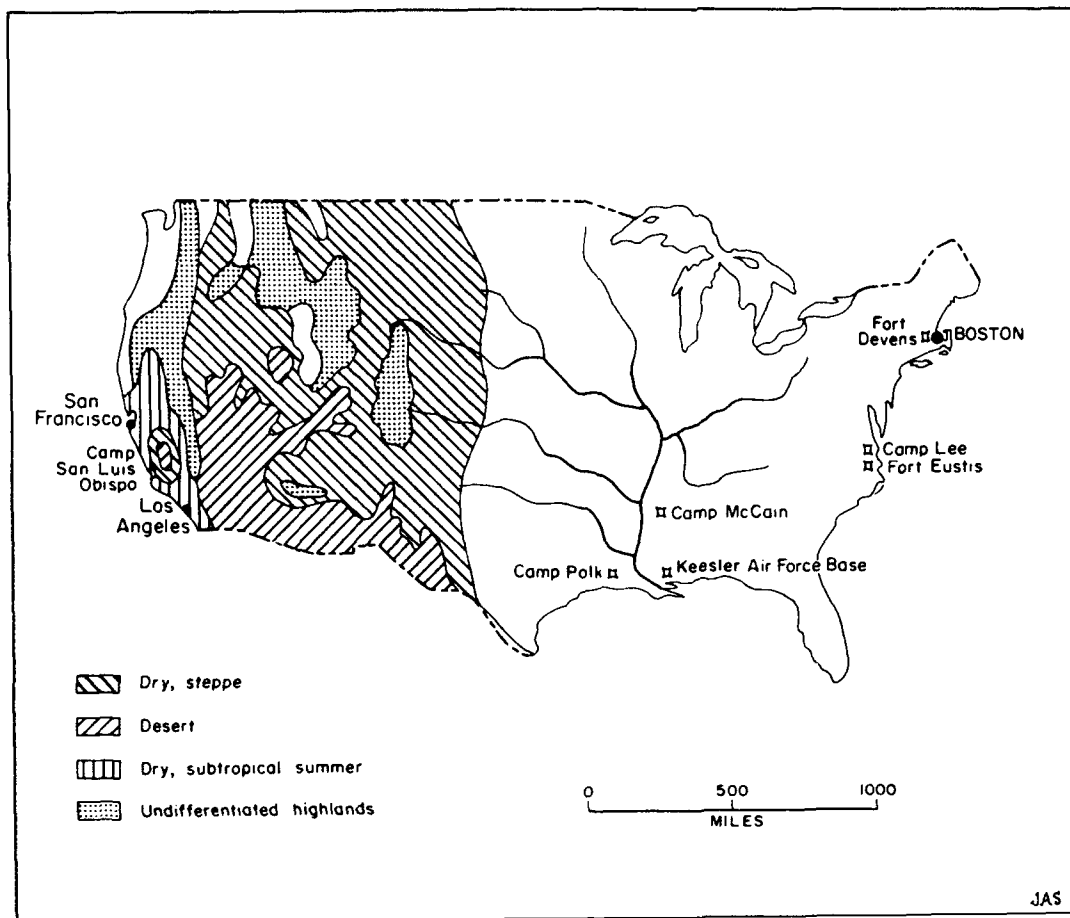 Fort
Devens
BOSTON
San
Francisco
Camp
San Luis
Obispo
Los
Angeles
Camp Lee
Fort Eustis
Camp McCain
Camp Polk
Keesler Air Force Base
Dry, steppe
Desert
Dry, subtropical summer
Undifferentiated highlands
0 500 1000
MILES
JAS